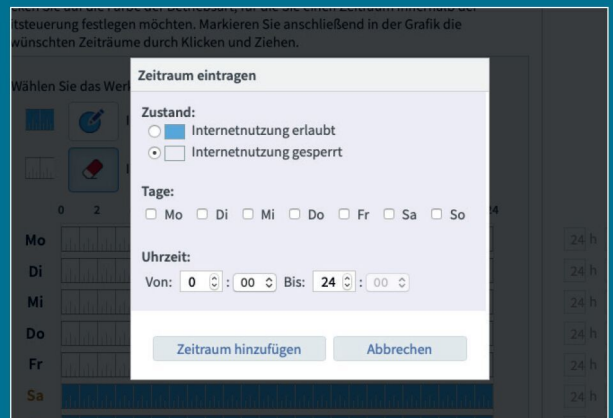 tsteuerung festlegen möchten. Markieren Sie anschließend in der Grafik die
wünschten Zeiträume durch Klicken und Ziehen.
Wählen Sie das Wer
Zeitraum eintragen
Zustand:
Internetnutzung erlaubt
Internetnutzung gesperrt
Tage:
Mo Di Mi Do Fr Sa So
0 2 24
Uhrzeit:
Von: 0 : 00 Bis: 24 : 00
Zeitraum hinzufügen Abbrechen
Mo 24 h
Di 24 h
Mi 24 h
Do 24 h
Fr 24 h
Sa 24 h